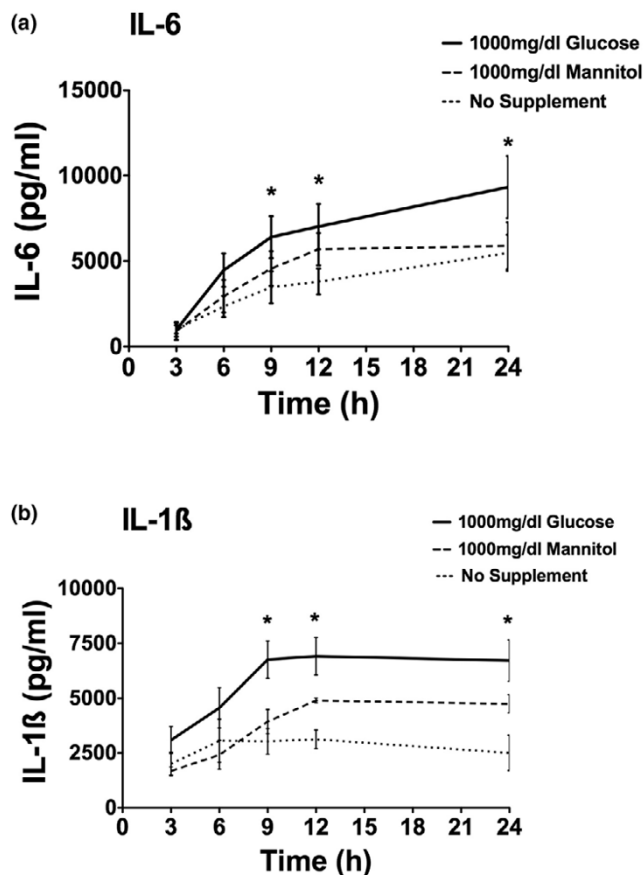 (a)
IL-6
1000mg/dl Glucose
1000mg/dl Mannitol
No Supplement
IL-6 (pg/ml)
15000
10000
5000
0
* * *
0 3 6 9 12 15 18 21 24
Time (h)
(b)
IL-1ß
1000mg/dl Glucose
1000mg/dl Mannitol
No Supplement
IL-1ß (pg/ml)
10000
7500
5000
2500
0
* * *
0 3 6 9 12 15 18 21 24
Time (h)